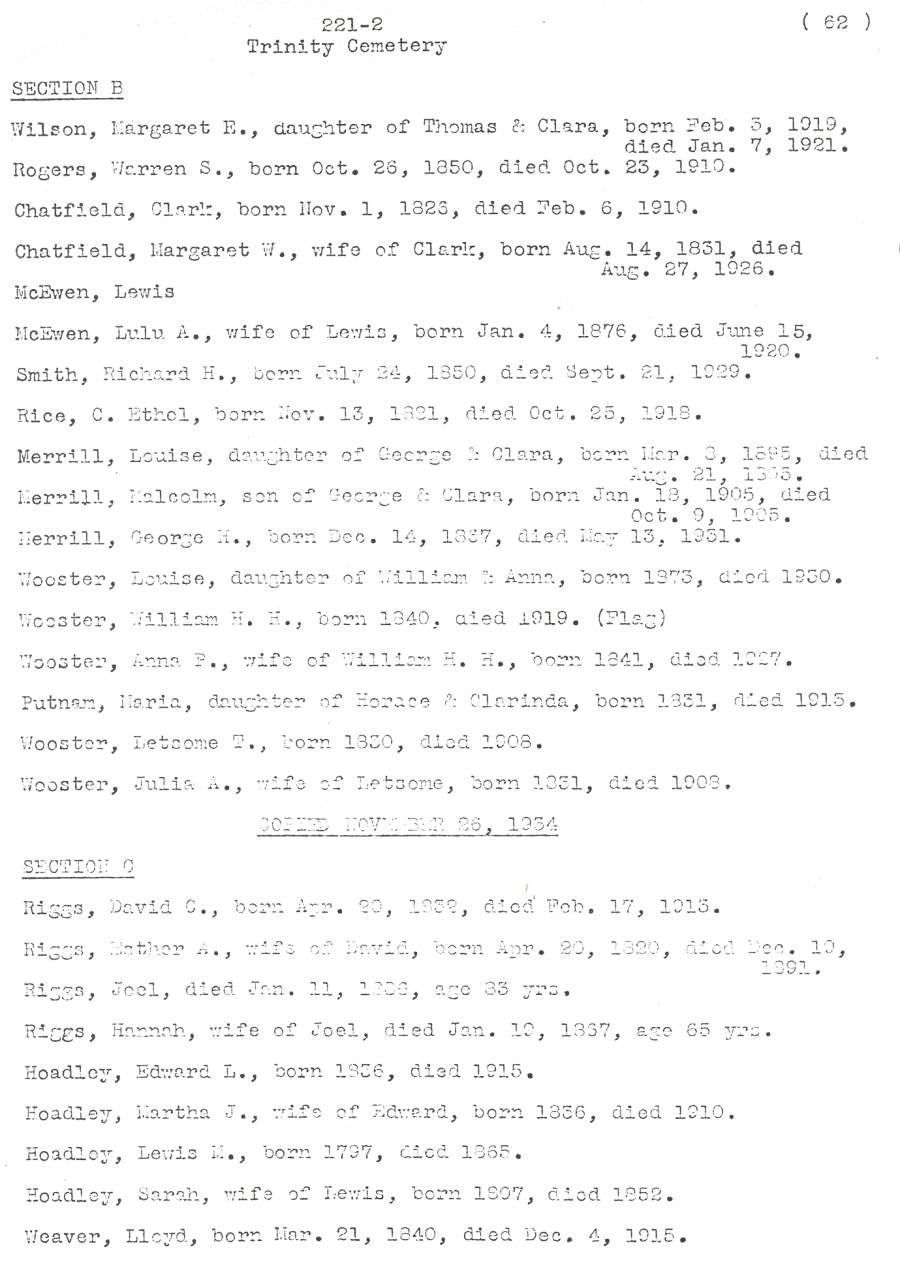 221-2 ( 62 )
Trinity Cemetery
SECTION B
Wilson, Margaret E., daughter of Thomas & Clara, born Feb. 3, 1919,
died Jan. 7, 1921.
Rogers, Warren S., born Oct. 26, 1850, died Oct. 23, 1910.
Chatfield, Clark, born Nov. 1, 1823, died Feb. 6, 1910.
Chatfield, Margaret W., wife of Clark, born Aug. 14, 1831, died
Aug. 27, 1926.
McEwen, Lewis
McEwen, Lulu A., wife of Lewis, born Jan. 4, 1876, died June 15,
1920.
Smith, Richard H., born July 24, 1850, died Sept. 21, 1929.
Rice, C. Ethel, born Nov. 13, 1881, died Oct. 25, 1918.
Merrill, Louise, daughter of George & Clara, born Mar. 3, 1895, died
Aug. 21, 1895.
Merrill, Malcolm, son of George & Clara, born Jan. 18, 1905, died
Oct. 9, 1905.
Merrill, George H., born Dec. 14, 1867, died May 13, 1931.
Wooster, Louise, daughter of William & Anna, born 1873, died 1930.
Wooster, William H. H., born 1840, died 1919. (Flag)
Wooster, Anna P., wife of William H. H., born 1841, died 1927.
Putnam, Maria, daughter of Horace & Clarinda, born 1831, died 1913.
Wooster, Letsome T., born 1830, died 1908.
Wooster, Julia A., wife of Letsome, born 1831, died 1908.
COPIED NOVEMBER 26, 1934
SECTION C
Riggs, David C., born Apr. 20, died Feb. 17, 1913.
Riggs, Esther A., wife of David, born Apr. 20, 1820, died Dec. 19,
1891.
Riggs, Joel, died Jan. 11, age 83 yrs.
Riggs, Hannah, wife of Joel, died Jan. 19, 1867, age 65 yrs.
Hoadley, Edward L., born 1836, died 1915.
Hoadley, Martha J., wife of Edward, born 1836, died 1910.
Hoadley, Lewis M., born 1797, died 1865.
Hoadley, Sarah, wife of Lewis, born 1807, died 1852.
Weaver, Lloyd, born Mar. 21, 1840, died Dec. 4, 1915.